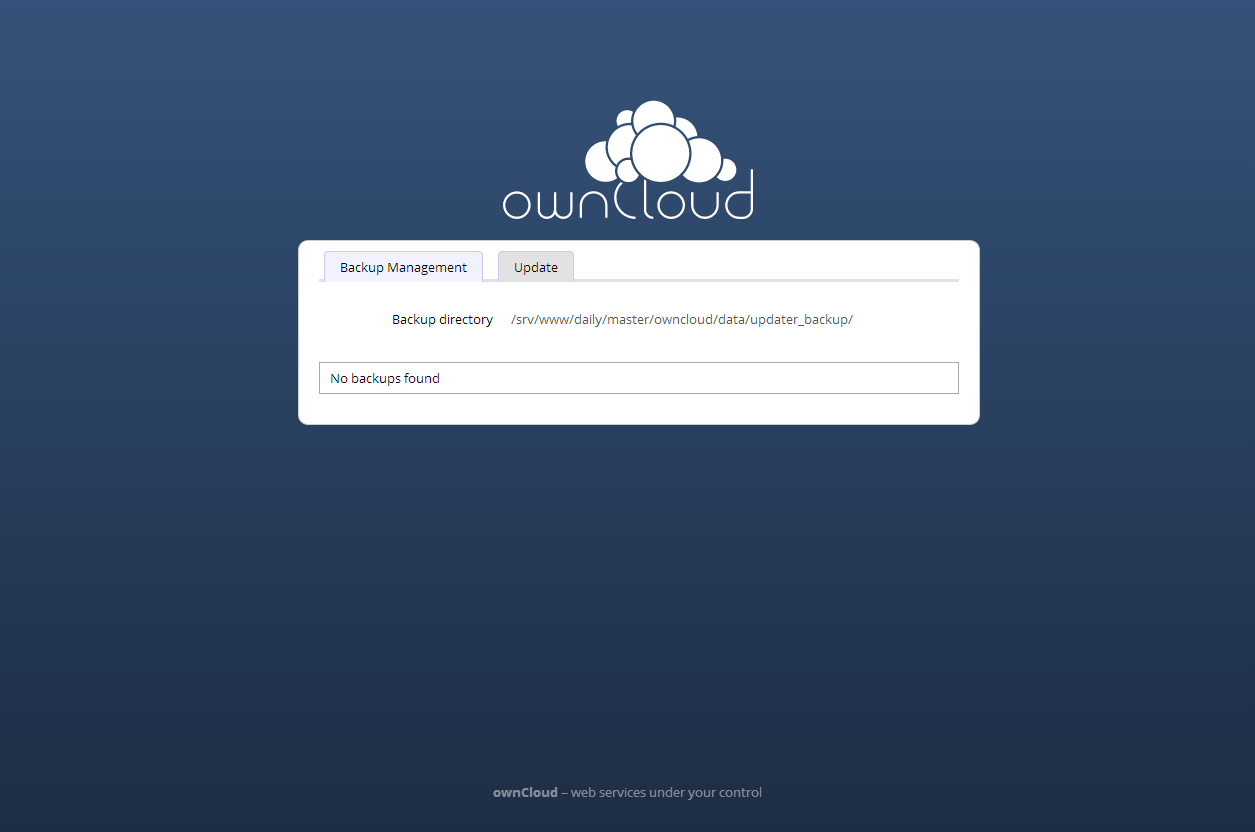 ownCloud
Backup Management Update
Backup directory /srv/www/daily/master/owncloud/data/updater_backup/
No backups found
ownCloud – web services under your control